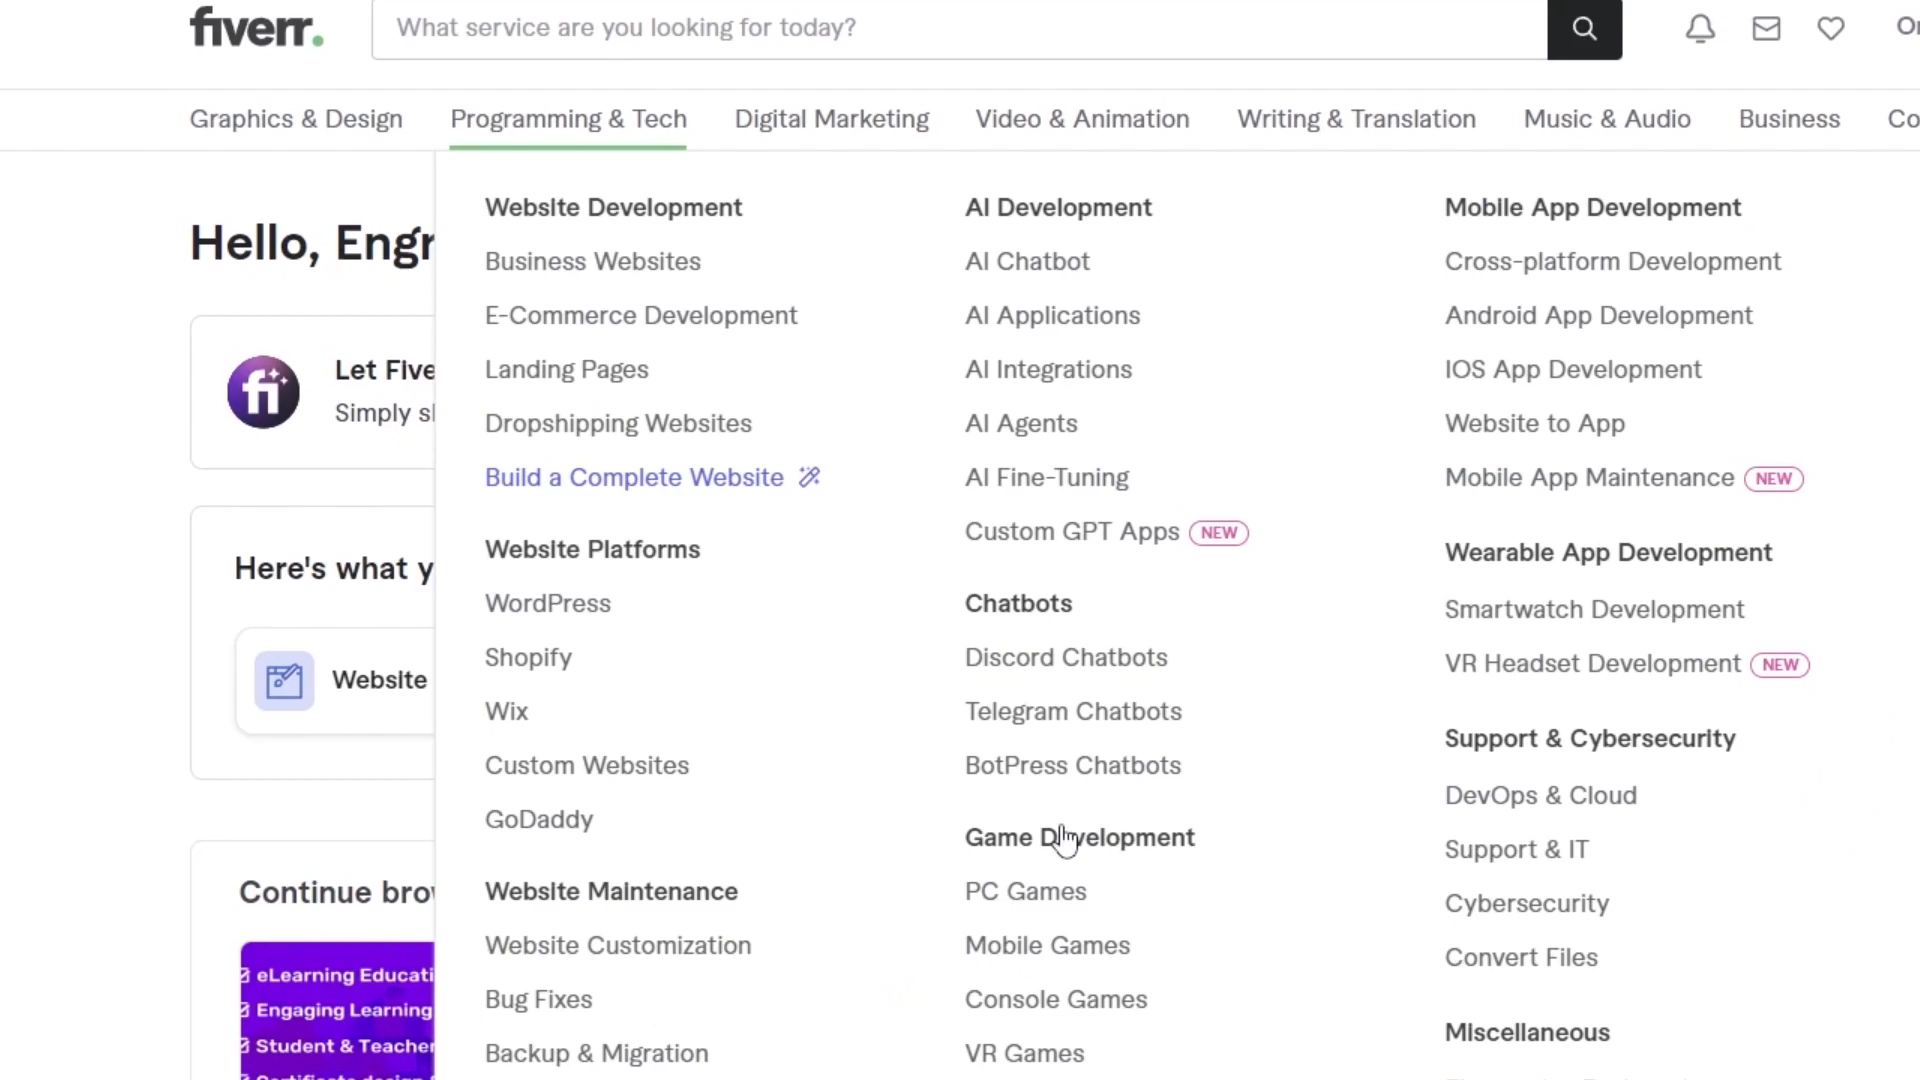 fiverr.
What service are you looking for today?
Graphics & Design
Programming & Tech
Digital Marketing
Video & Animation
Writing & Translation
Music & Audio
Business
Hello,
Let
Simply
Here's what
Website
Continue
eLearning
Engaging Learning
Student &
Website Development
Business Websites
E-Commerce Development
Landing Pages
Dropshipping Websites
Build a Complete Website
Website Platforms
WordPress
Shopify
Wix
Custom Websites
GoDaddy
Website Maintenance
Website Customization
Bug Fixes
Backup & Migration
AI Development
AI Chatbot
AI Applications
AI Integrations
AI Agents
AI Fine-Tuning
Custom GPT Apps NEW
Chatbots
Discord Chatbots
Telegram Chatbots
BotPress Chatbots
Game Development
PC Games
Mobile Games
Console Games
VR Games
Mobile App Development
Cross-platform Development
Android App Development
IOS App Development
Website to App
Mobile App Maintenance NEW
Wearable App Development
Smartwatch Development
VR Headset Development NEW
Support & Cybersecurity
DevOps & Cloud
Support & IT
Cybersecurity
Convert Files
Miscellaneous